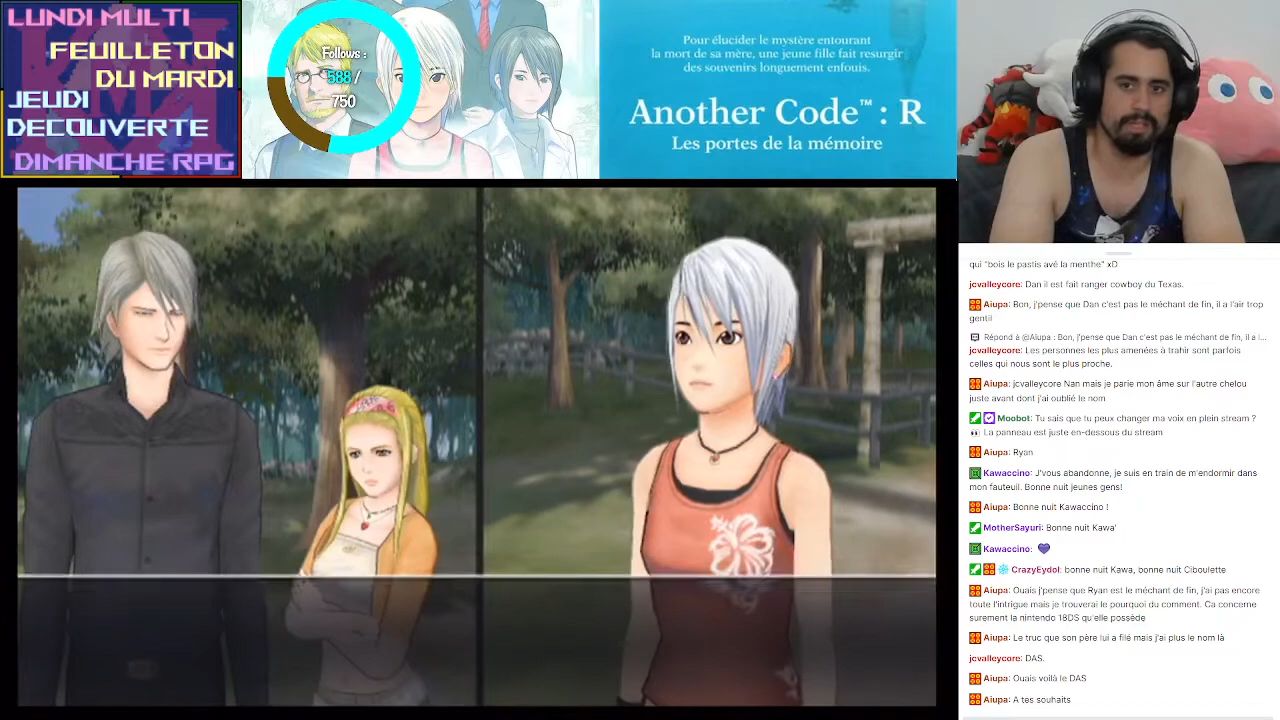 LUNDI MULTI
FEUILLETON
DU MARDI
JEUDI
DECOUVERTE
DIMANCHE RPG
Follows :
588 /
750
Pour élucider le mystère entourant
la mort de sa mère, une jeune fille fait resurgir
des souvenirs longuement enfouis.
Another Code™ : R
Les portes de la mémoire
qui "bois le pastis avé la menthe" xD
jcvalleycore: Dan il est fait ranger cowboy du Texas.
Aiupa: Bon, j'pense que Dan c'est pas le méchant de fin, il a l'air trop
gentil
Répond à @Aiupa : Bon, j'pense que Dan c'est pas le méchant de fin, il a l...
jcvalleycore: Les personnes les plus amenées à trahir sont parfois
celles qui nous sont le plus proche.
Aiupa: jcvalleycore Nan mais je parie mon âme sur l'autre chelou
juste avant dont j'ai oublié le nom
Moobot: Tu sais que tu peux changer ma voix en plein stream ?
👀 La panneau est juste en-dessous du stream
Aiupa: Ryan
Kawaccino: J'vous abandonne, je suis en train de m'endormir dans
mon fauteuil. Bonne nuit jeunes gens!
Aiupa: Bonne nuit Kawaccino !
MotherSayuri: Bonne nuit Kawa'
Kawaccino: 💜
CrazyEydol: bonne nuit Kawa, bonne nuit Ciboulette
Aiupa: Ouais j'pense que Ryan est le méchant de fin, j'ai pas encore
toute l'intrigue mais je trouverai le pourquoi du comment. Ca concerne
surement la nintendo 18DS qu'elle possède
Aiupa: Le truc que son père lui a filé mais j'ai plus le nom là
jcvalleycore: DAS.
Aiupa: Ouais voilà le DAS
Aiupa: A tes souhaits